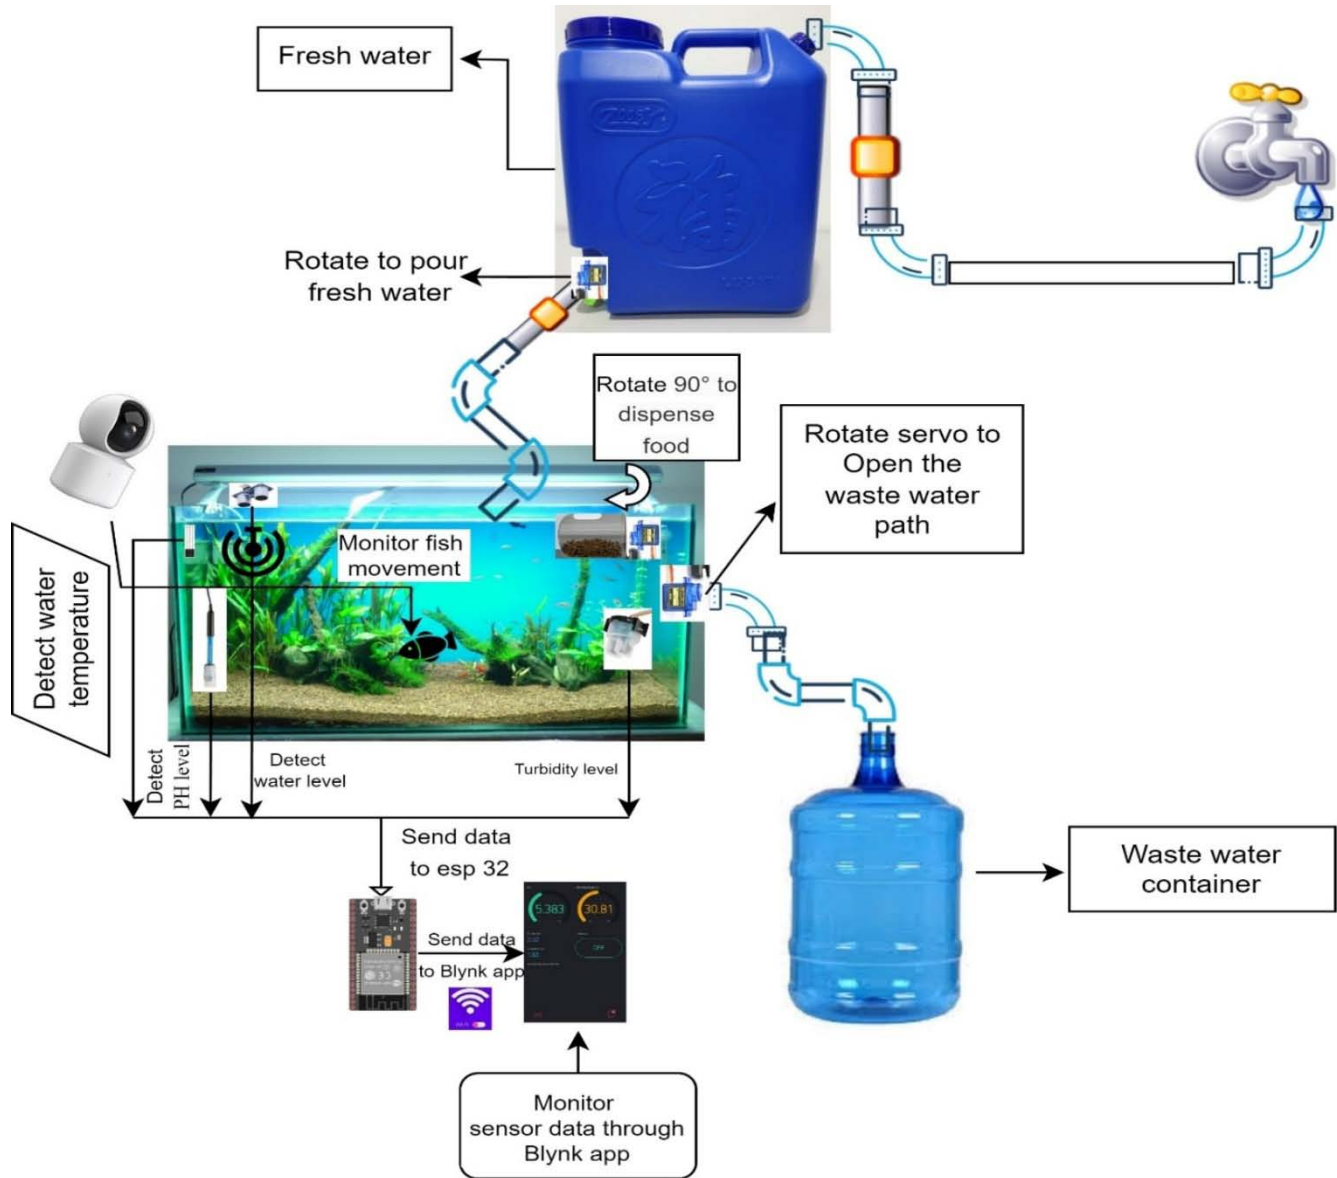 Fresh water
Rotate to pour
fresh water
Rotate 90° to
dispense
food
Rotate servo to
Open the
waste water
path
Monitor fish
movement
Detect water
temperature
Detect
PH level
Detect
water level
Turbidity level
Send data
to esp 32
Send data
to Blynk app
5.383
30.81
OFF
Waste water
container
Monitor
sensor data through
Blynk app